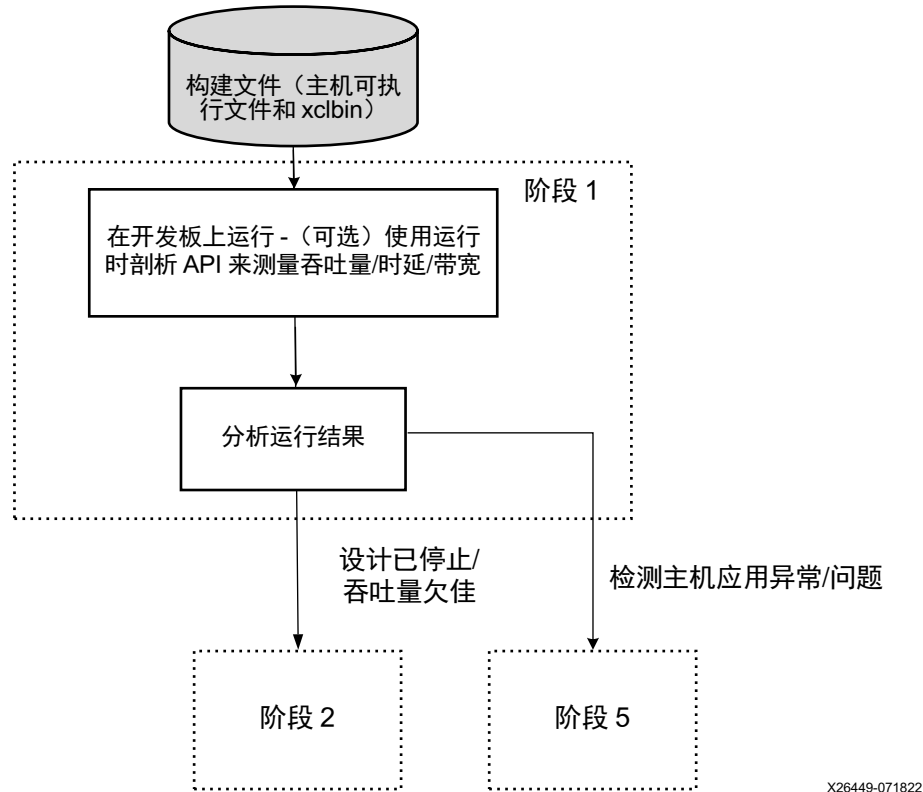 构建文件（主机可执
行文件和 xclbin）
阶段 1
在开发板上运行 -（可选）使用运行
时剖析 API 来测量吞吐量/时延/带宽
分析运行结果
设计已停止/
吞吐量欠佳
检测主机应用异常/问题
阶段 2
阶段 5
X26449-071822